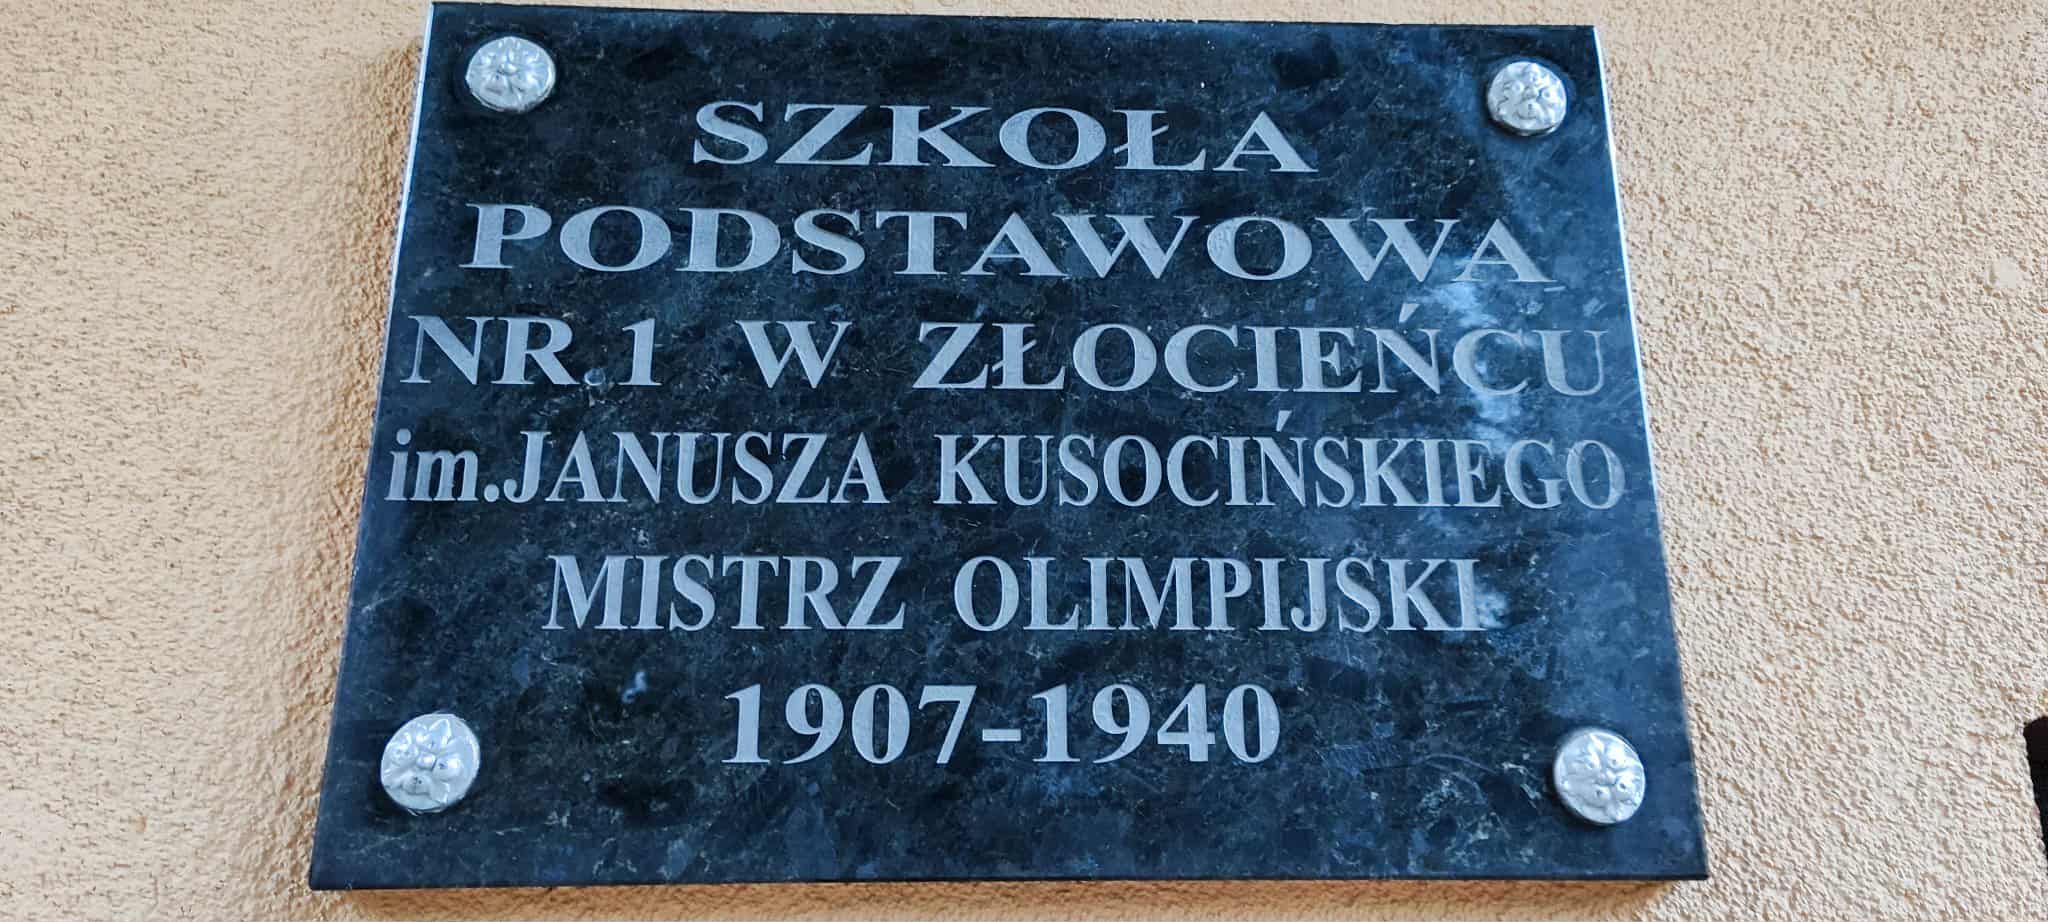 SZKOŁA
PODSTAWOWA
NR.1 W ZŁOCIEŃCU
im.JANUSZA KUSOCIŃSKIEGO
MISTRZ OLIMPIJSKI
1907-1940